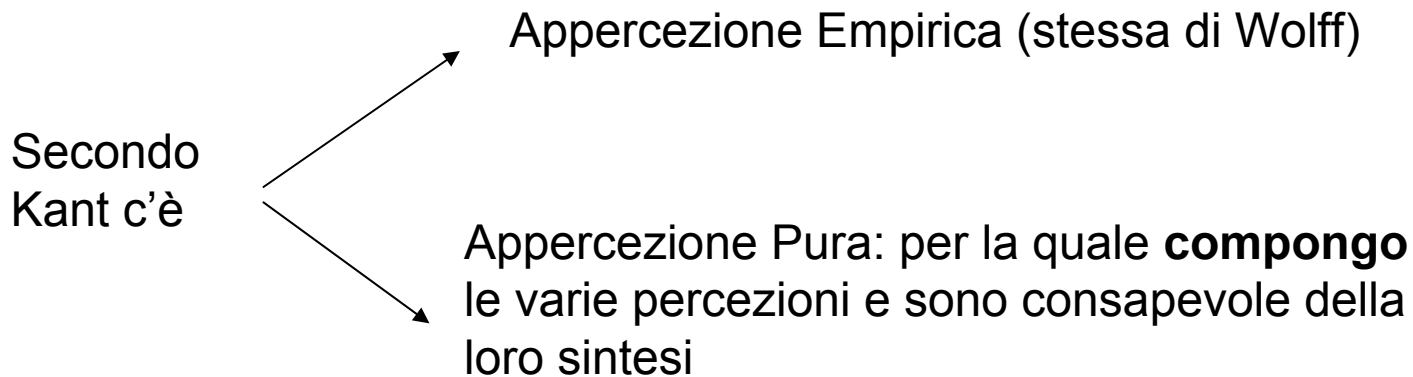 Appercezione Empirica (stessa di Wolff)
Secondo
Kant c’è
Appercezione Pura: per la quale compongo
le varie percezioni e sono consapevole della
loro sintesi